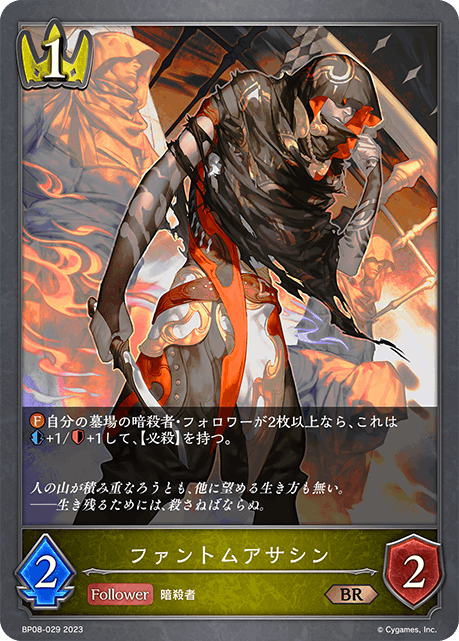 1
F自分の墓場の暗殺者・フォロワーが2枚以上なら、これは
+1/+1して、【必殺】を持つ。
人の山が積み重なろうとも、他に望める生き方も無い。
――生き残るためには、殺さねばならぬ。
ファントムアサシン
2
Follower
暗殺者
BR
2
BP08-029 2023
© Cygames, Inc.